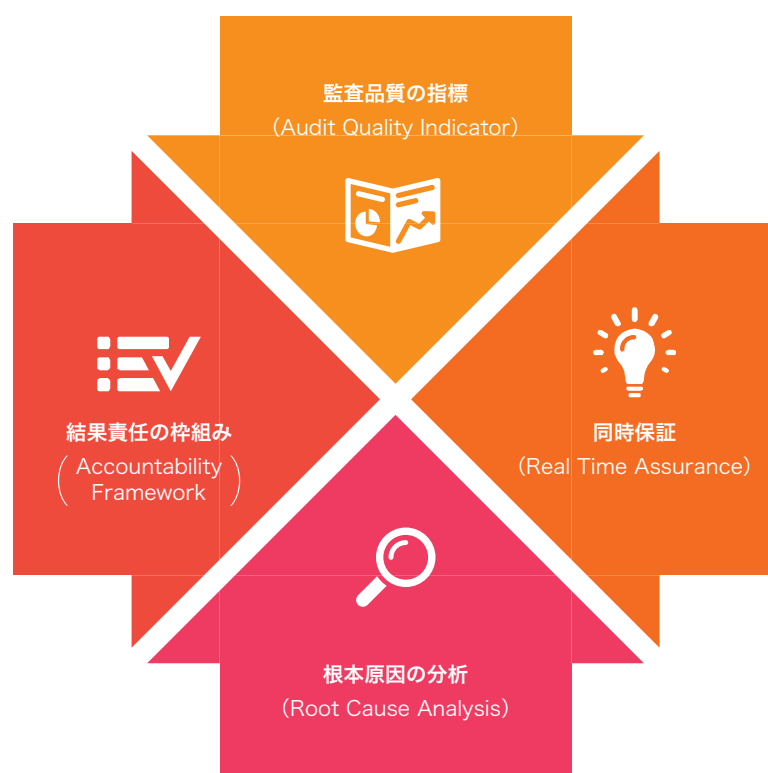 監査品質の指標
（Audit Quality Indicator）
結果責任の枠組み
（Accountability
Framework）
同時保証
（Real Time Assurance）
根本原因の分析
（Root Cause Analysis）